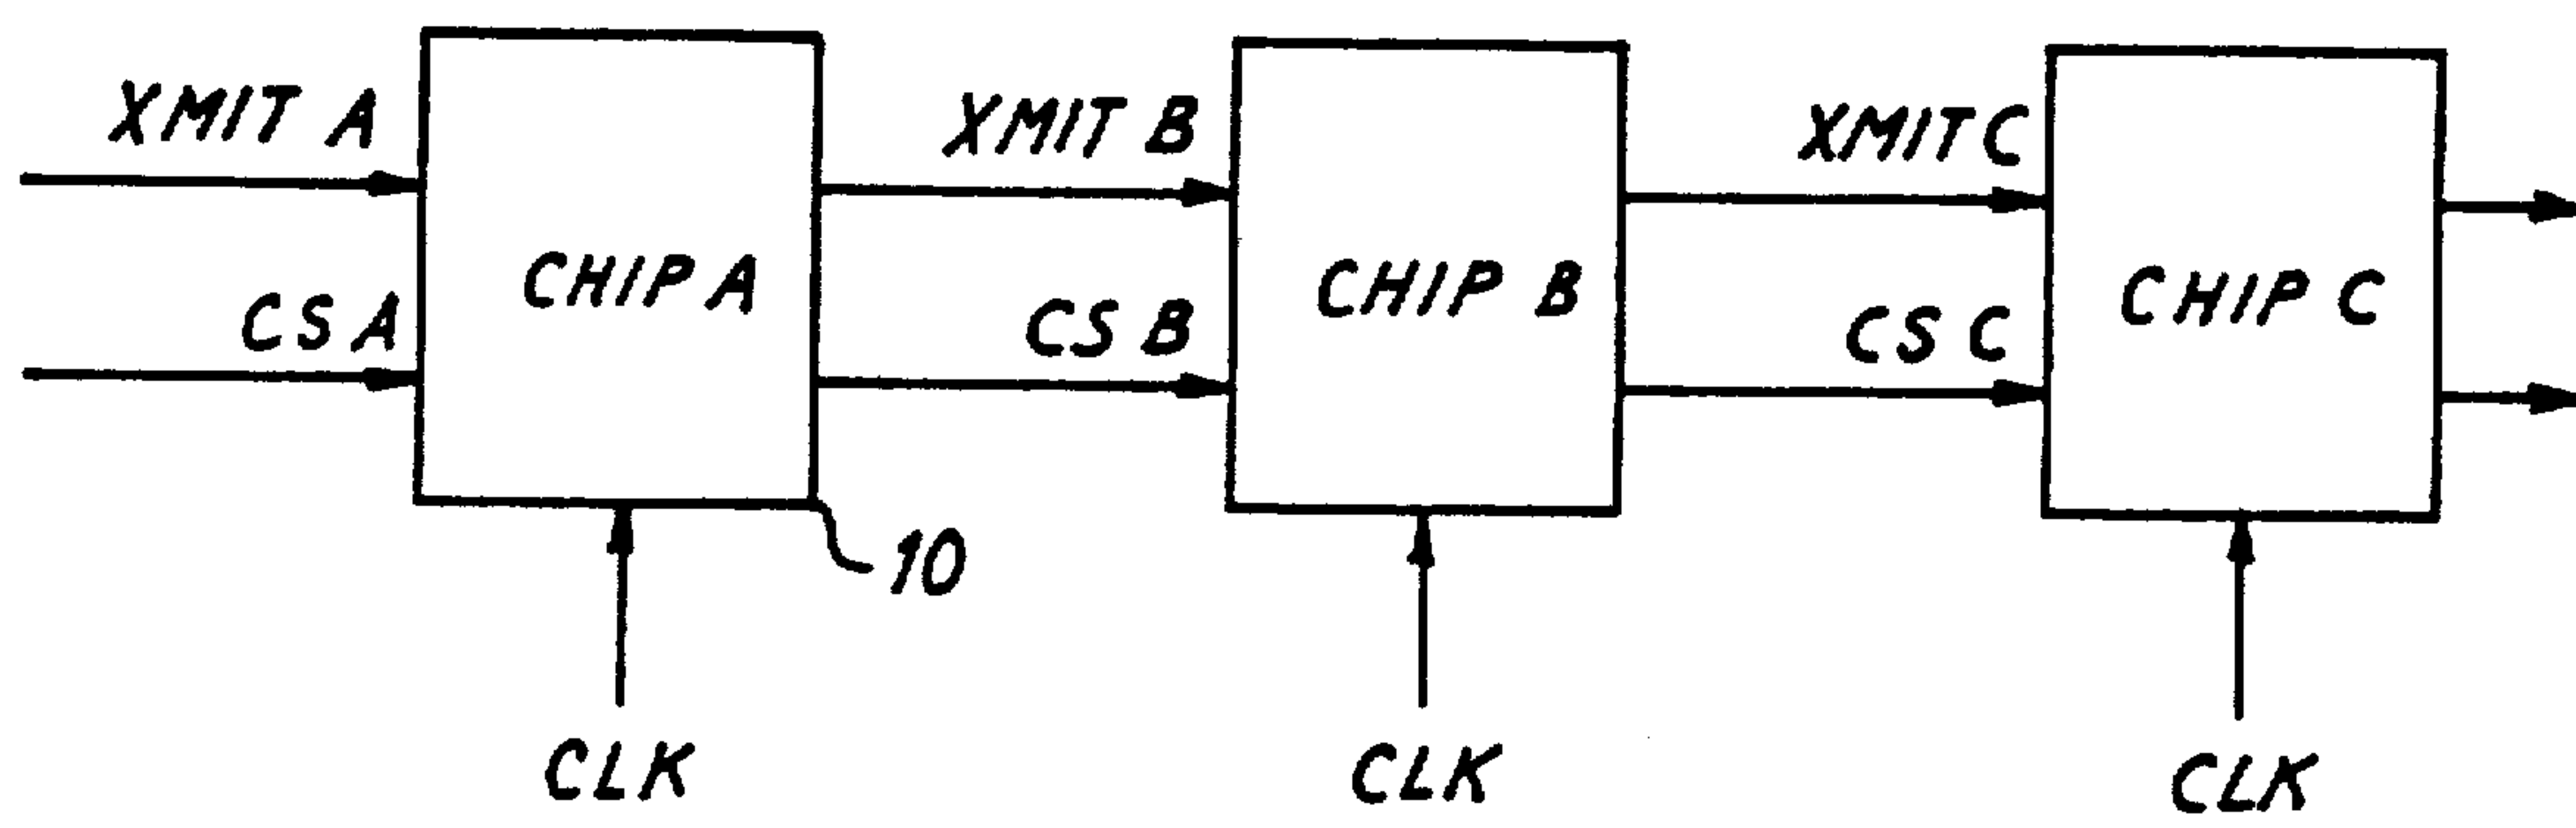 XMIT A
XMIT B
XMIT C
CHIP A
CHIP B
CHIP C
CS A
CS B
CS C
10
CLK
CLK
CLK